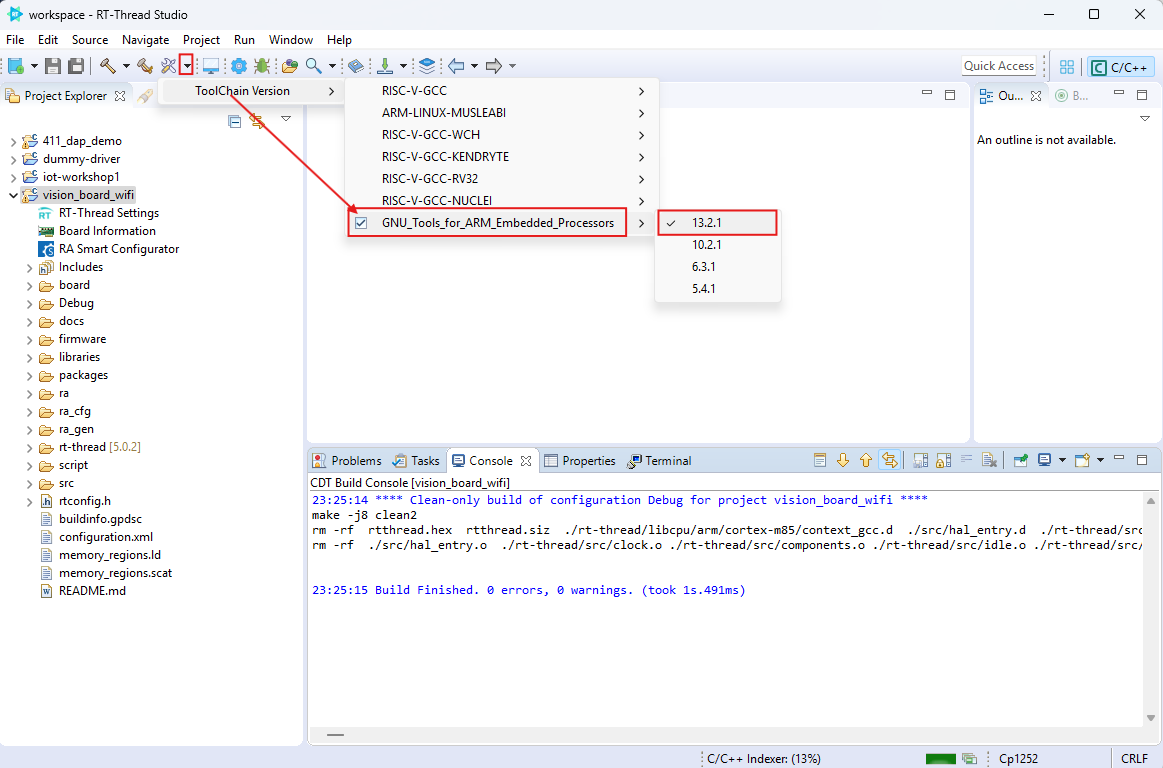 workspace - RT-Thread Studio
File Edit Source Navigate Project Run Window Help
Quick Access
C/C++
Project Explorer
411_dap_demo
dummy-driver
iot-workshop1
vision_board_wifi
RT-Thread Settings
Board Information
RA Smart Configurator
Includes
board
Debug
docs
firmware
libraries
packages
ra
ra_cfg
ra_gen
rt-thread [5.0.2]
script
src
rtconfig.h
buildinfo.gpdsc
configuration.xml
memory_regions.ld
memory_regions.scat
README.md
ToolChain Version
RISC-V-GCC
ARM-LINUX-MUSLEABI
RISC-V-GCC-WCH
RISC-V-GCC-KENDRYTE
RISC-V-GCC-RV32
RISC-V-GCC-NUCLEI
GNU_Tools_for_ARM_Embedded_Processors
13.2.1
10.2.1
6.3.1
5.4.1
Ou... B...
An outline is not available.
Problems Tasks Console Properties Terminal
CDT Build Console [vision_board_wifi]
23:25:14 **** Clean-only build of configuration Debug for project vision_board_wifi ****
make -j8 clean2
rm -rf rtthread.hex rtthread.siz ./rt-thread/libcpu/arm/cortex-m85/context_gcc.d ./src/hal_entry.d ./rt-thread/src
rm -rf ./src/hal_entry.o ./rt-thread/src/clock.o ./rt-thread/src/components.o ./rt-thread/src/idle.o ./rt-thread/src/
23:25:15 Build Finished. 0 errors, 0 warnings. (took 1s.491ms)
C/C++ Indexer: (13%)
Cp1252
CRLF